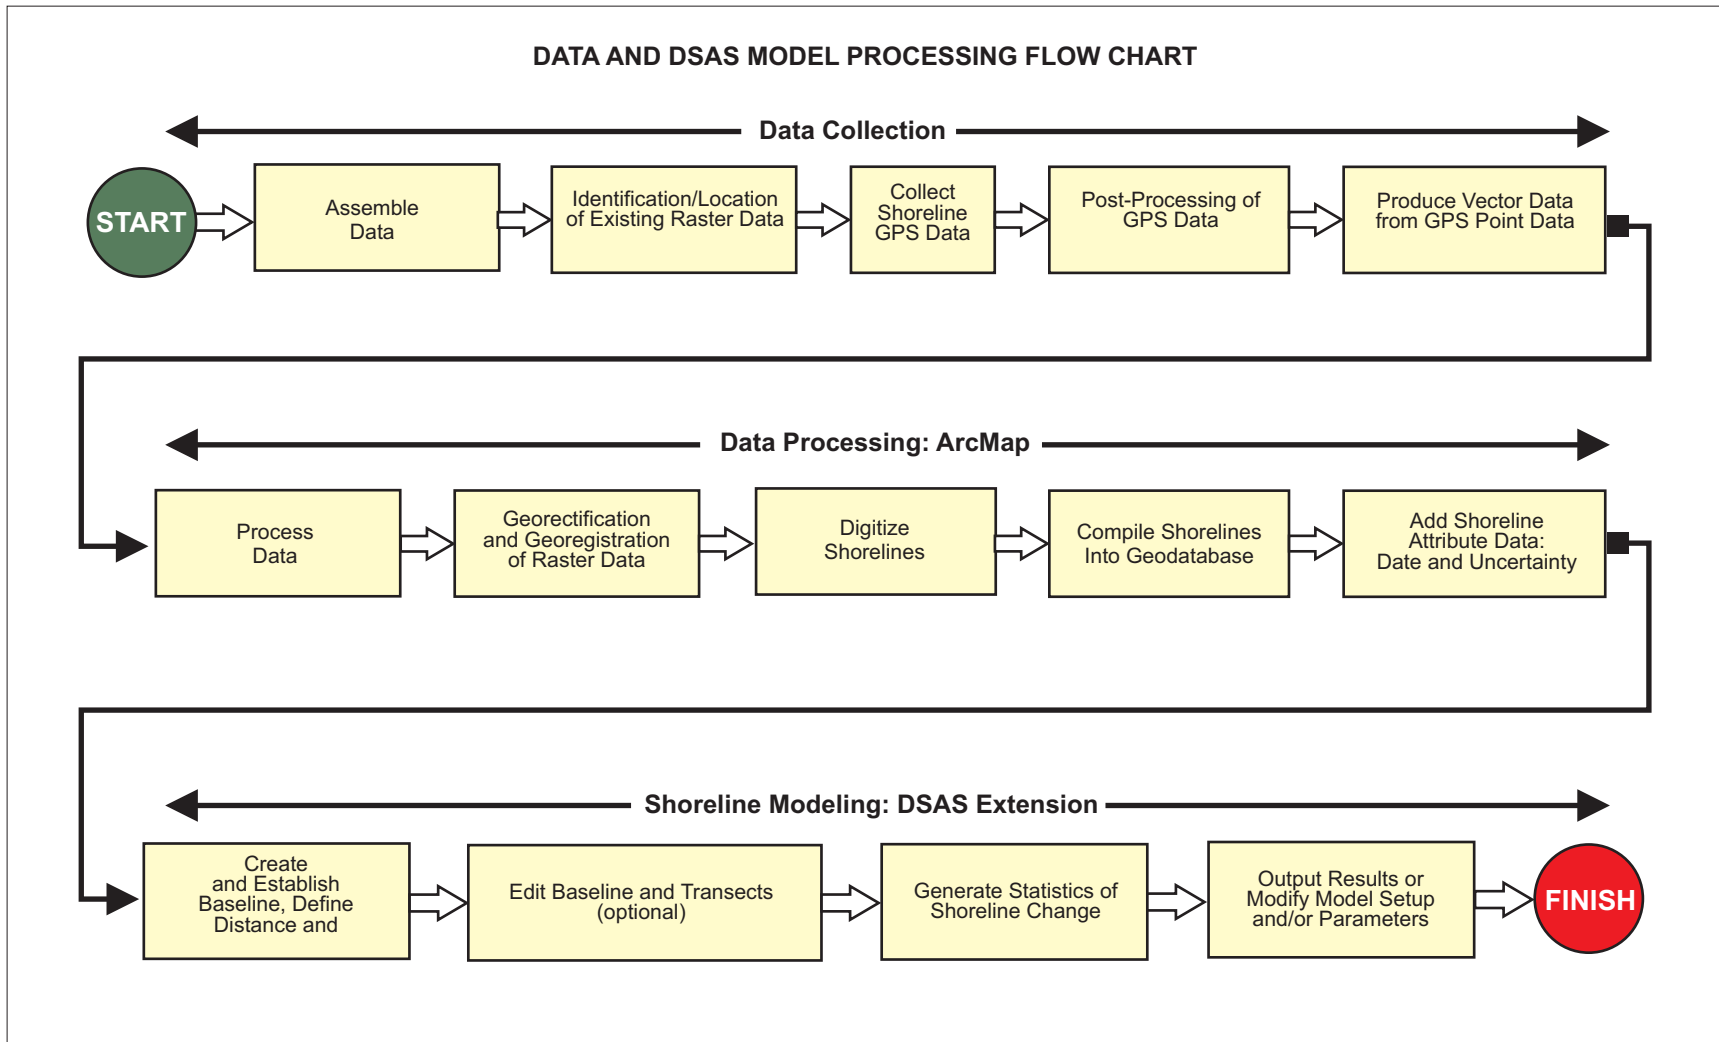 DATA AND DSAS MODEL PROCESSING FLOW CHART
Data Collection
START
Assemble
Data
Identification/Location
of Existing Raster Data
Collect
Shoreline
GPS Data
Post-Processing of
GPS Data
Produce Vector Data
from GPS Point Data
Data Processing: ArcMap
Process
Data
Georectification
and Georegistration
of Raster Data
Digitize
Shorelines
Compile Shorelines
Into Geodatabase
Add Shoreline
Attribute Data:
Date and Uncertainty
Shoreline Modeling: DSAS Extension
Create
and Establish
Baseline, Define
Distance and
Edit Baseline and Transects
(optional)
Generate Statistics of
Shoreline Change
Output Results or
Modify Model Setup
and/or Parameters
FINISH